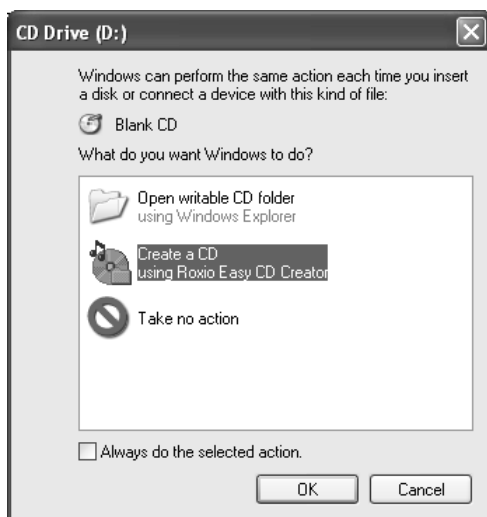 CD Drive (D:)
Windows can perform the same action each time you insert
a disk or connect a device with this kind of file:
Blank CD
What do you want Windows to do?
Open writable CD folder
using Windows Explorer
Create a CD
using Roxio Easy CD Creator
Take no action
Always do the selected action.
OK Cancel